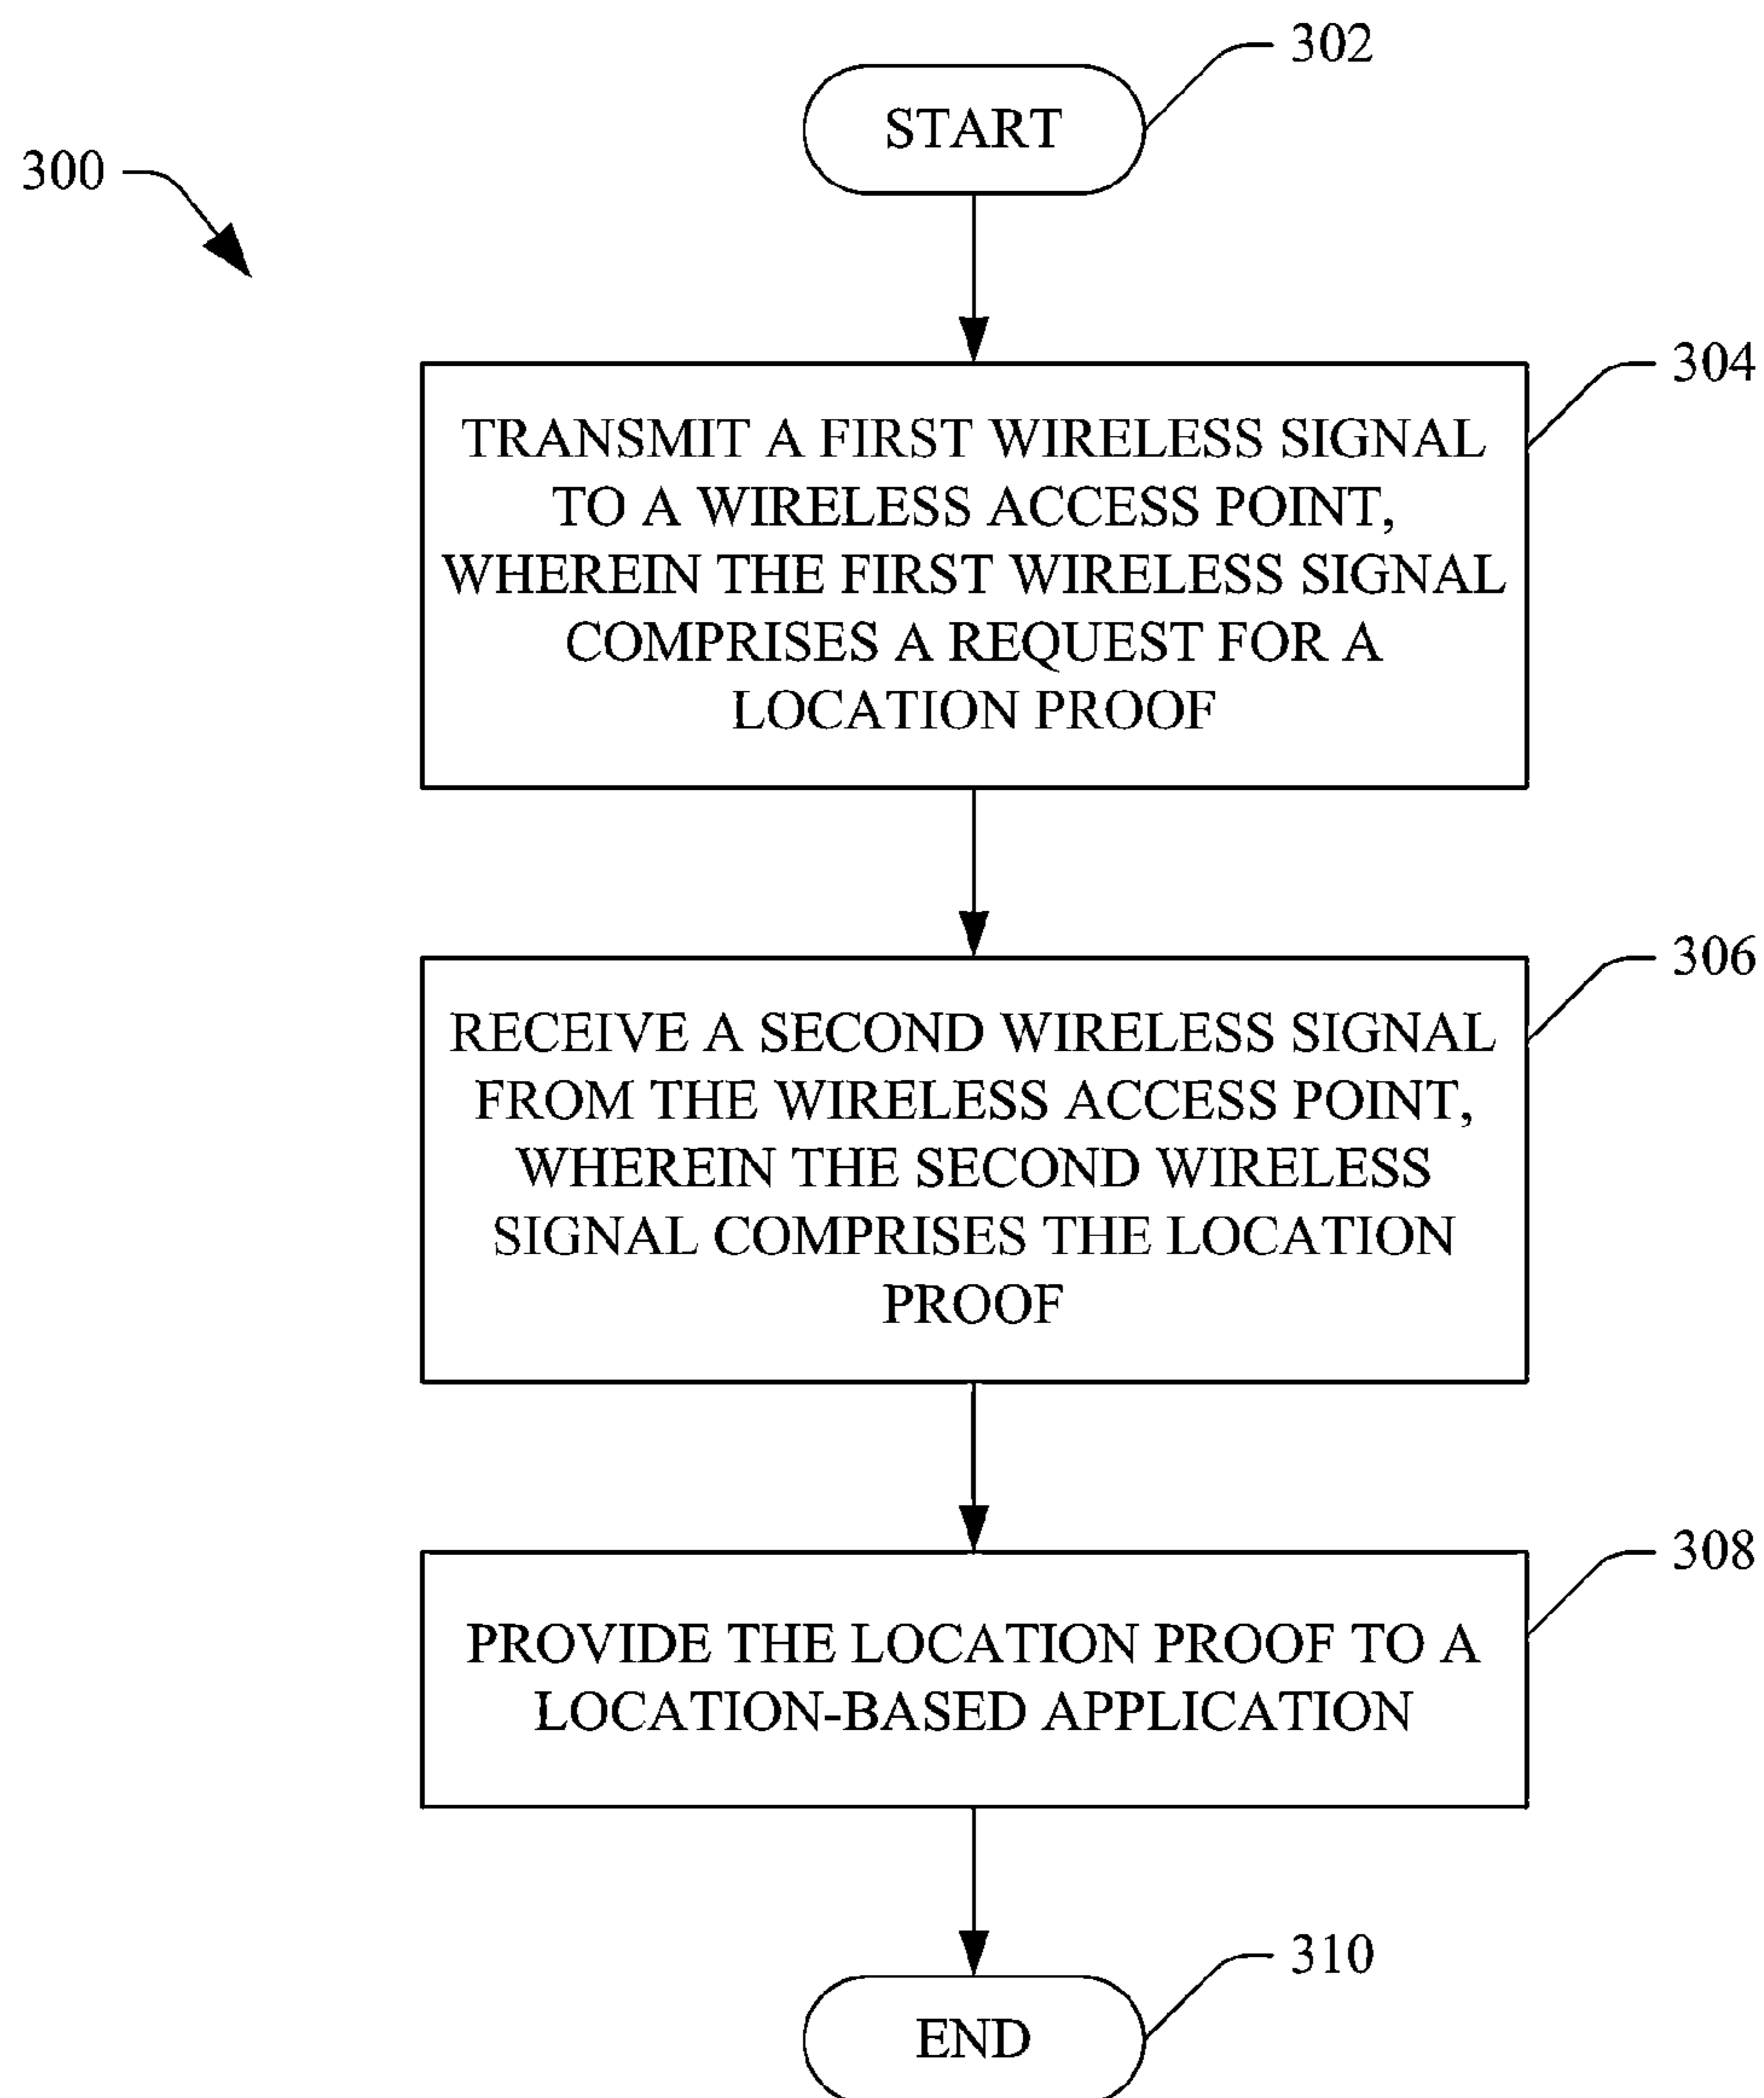 302
START
300
304
TRANSMIT A FIRST WIRELESS SIGNAL
TO A WIRELESS ACCESS POINT,
WHEREIN THE FIRST WIRELESS SIGNAL
COMPRISES A REQUEST FOR A
LOCATION PROOF
306
RECEIVE A SECOND WIRELESS SIGNAL
FROM THE WIRELESS ACCESS POINT,
WHEREIN THE SECOND WIRELESS
SIGNAL COMPRISES THE LOCATION
PROOF
308
PROVIDE THE LOCATION PROOF TO A
LOCATION-BASED APPLICATION
310
END